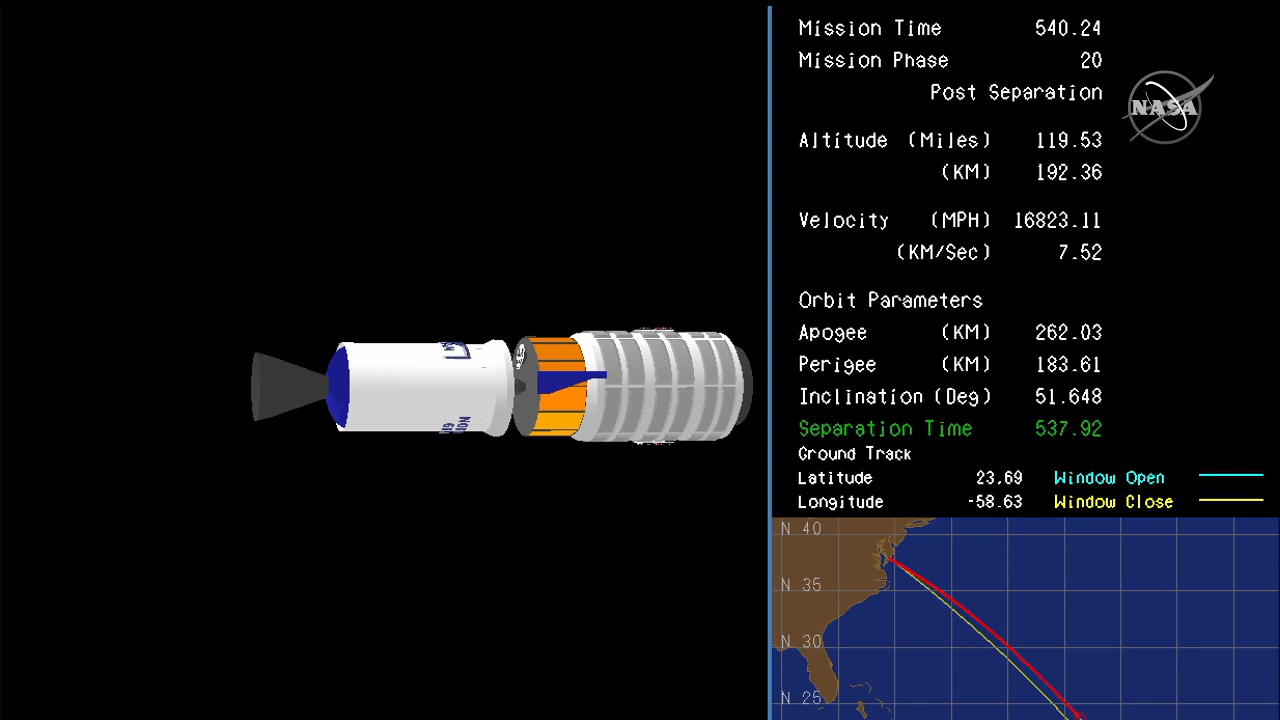 Mission Time 540.24
Mission Phase 20
Post Separation
NASA
Altitude (Miles) 119.53
(KM) 192.36
Velocity (MPH) 16823.11
(KM/Sec) 7.52
Orbit Parameters
Apogee (KM) 262.03
Perigee (KM) 183.61
Inclination (Deg) 51.648
Separation Time 537.92
Ground Track
Latitude 23.69 Window Open
Longitude -58.63 Window Close
N 40
N 35
N 30
N 25